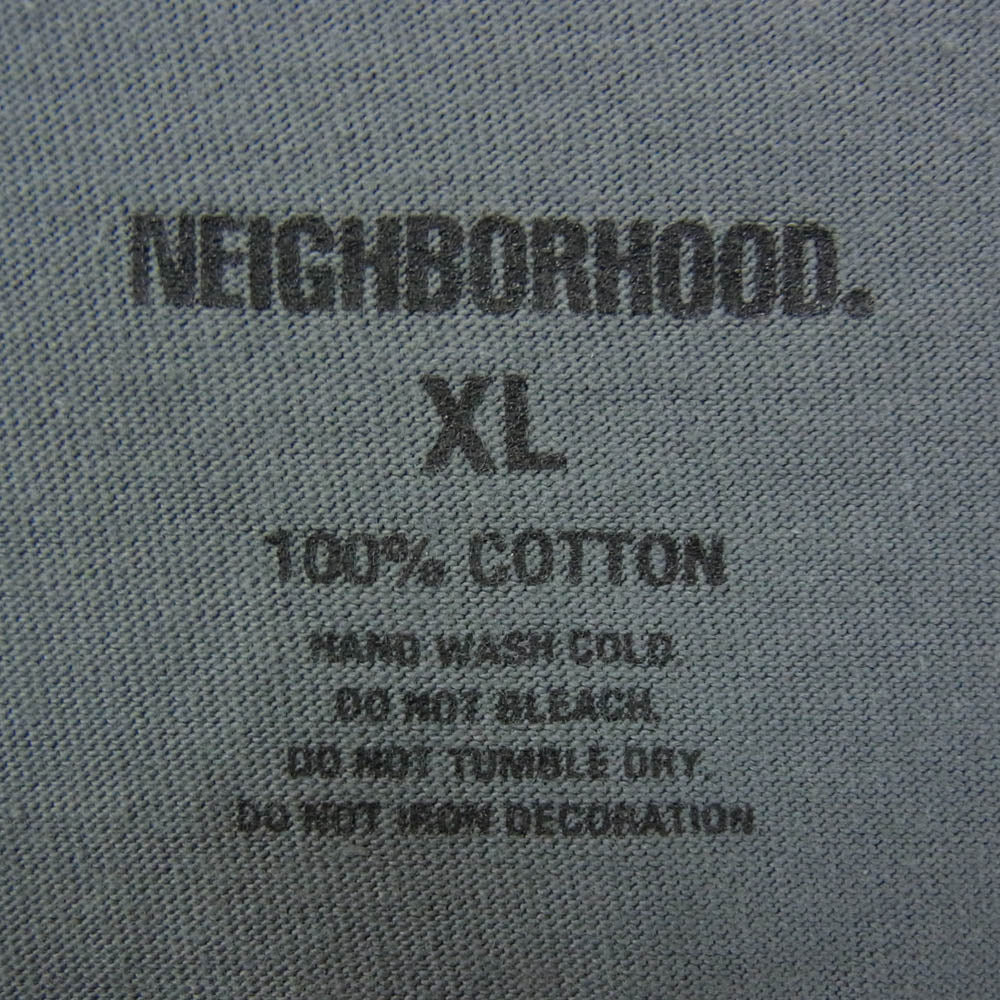 NEIGHBORHOOD.
XL
100% COTTON
HAND WASH COLD.
DO NOT BLEACH.
DO NOT TUMBLE DRY.
DO NOT IRON DECORATION